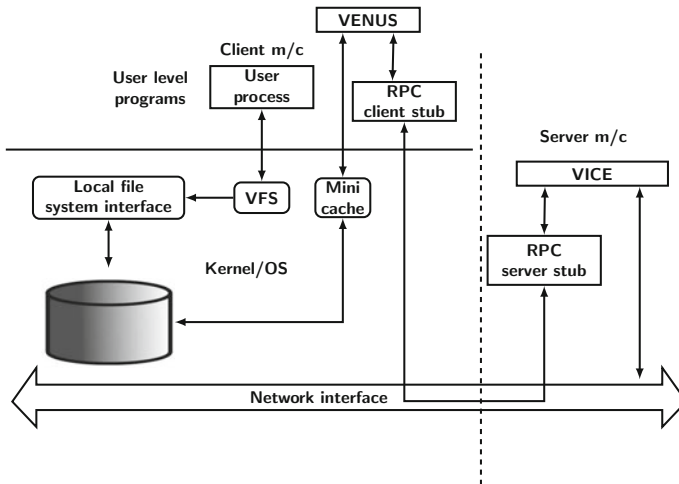 VENUS
Client m/c
User level
programs
User
process
RPC
client stub
Server m/c
VICE
Local file
system interface
VFS
Mini
cache
RPC
server stub
Kernel/OS
Network interface